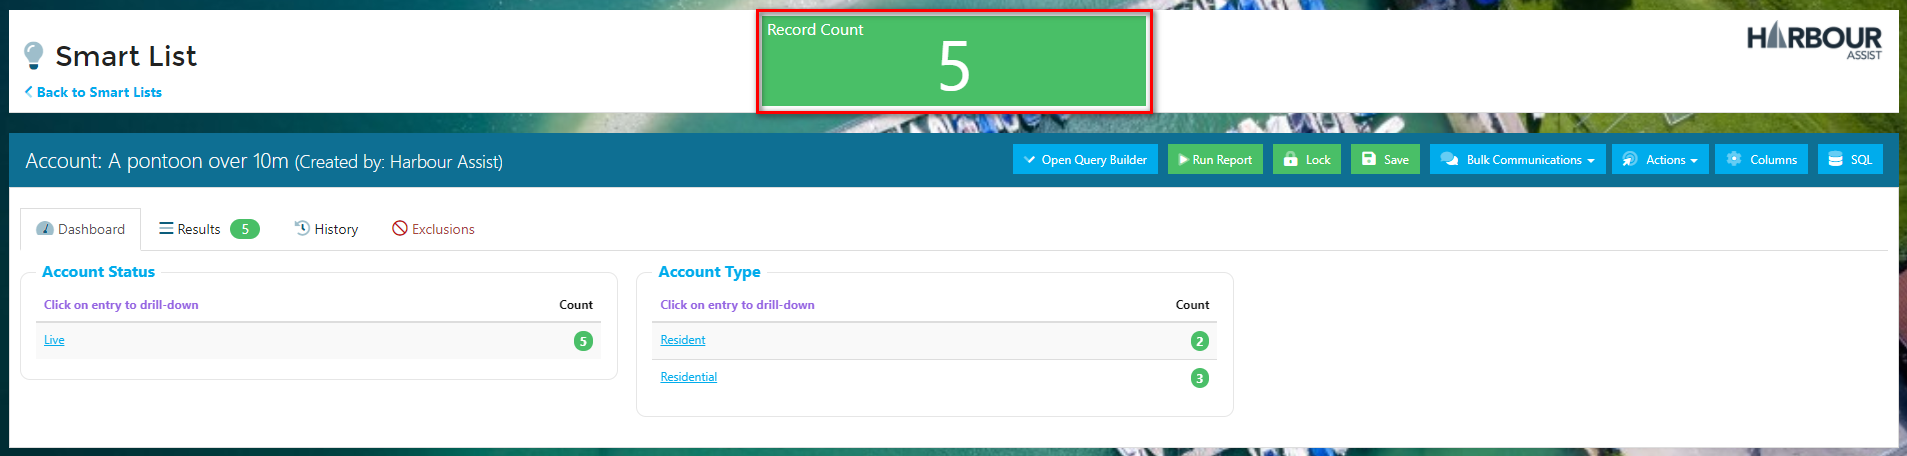 Record Count
5
Smart List
Back to Smart Lists
HARBOUR
ASSIST
Account: A pontoon over 10m (Created by: Harbour Assist)
Open Query Builder
Run Report
Lock
Save
Bulk Communications
Actions
Columns
SQL
Dashboard
Results 5
History
Exclusions
Account Status
Click on entry to drill-down Count
Live 5
Account Type
Click on entry to drill-down Count
Resident 2
Residential 3